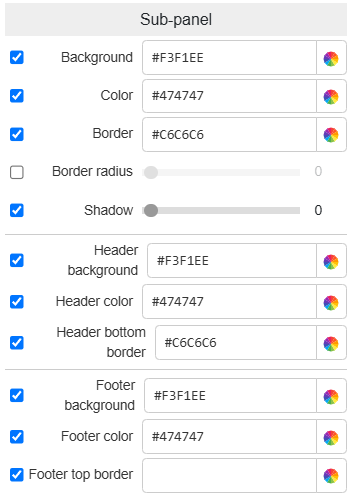 Sub-panel
Background #F3F1EE
Color #474747
Border #C6C6C6
Border radius 0
Shadow 0
Header
background #F3F1EE
Header color #474747
Header bottom
border #C6C6C6
Footer
background #F3F1EE
Footer color #474747
Footer top border